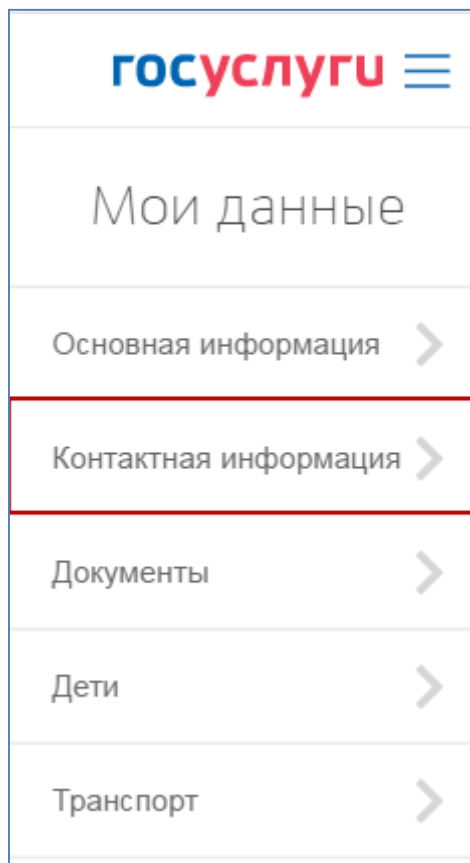 госуслуги
Мои данные
Основная информация
Контактная информация
Документы
Дети
Транспорт